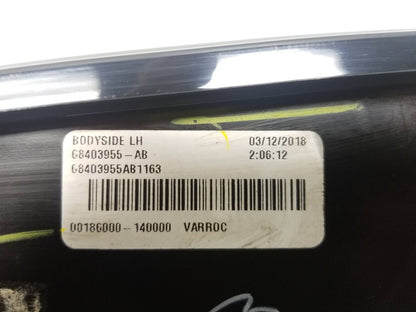 BODYSIDE LH 03/12/2018
68403955-AB 2:06:12
68403955AB1163
00186000-140000 VARROC